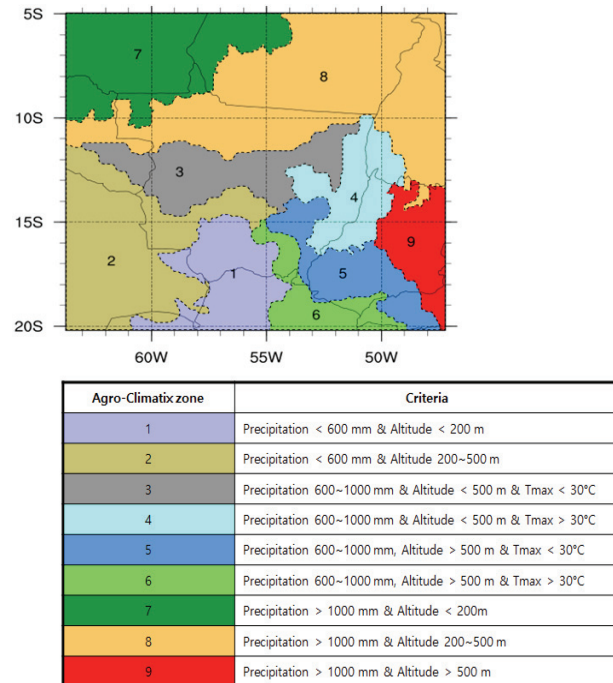 5S
7
8
10S
3
4
15S
9
2
1
5
6
20S
60W 55W 50W
Agro-Climatix zone Criteria
1 Precipitation < 600 mm & Altitude < 200 m
2 Precipitation < 600 mm & Altitude 200~500 m
3 Precipitation 600~1000 mm & Altitude < 500 m & Tmax < 30°C
4 Precipitation 600~1000 mm & Altitude < 500 m & Tmax > 30°C
5 Precipitation 600~1000 mm, Altitude > 500 m & Tmax < 30°C
6 Precipitation 600~1000 mm, Altitude > 500 m & Tmax > 30°C
7 Precipitation > 1000 mm & Altitude < 200m
8 Precipitation > 1000 mm & Altitude 200~500 m
9 Precipitation > 1000 mm & Altitude > 500 m